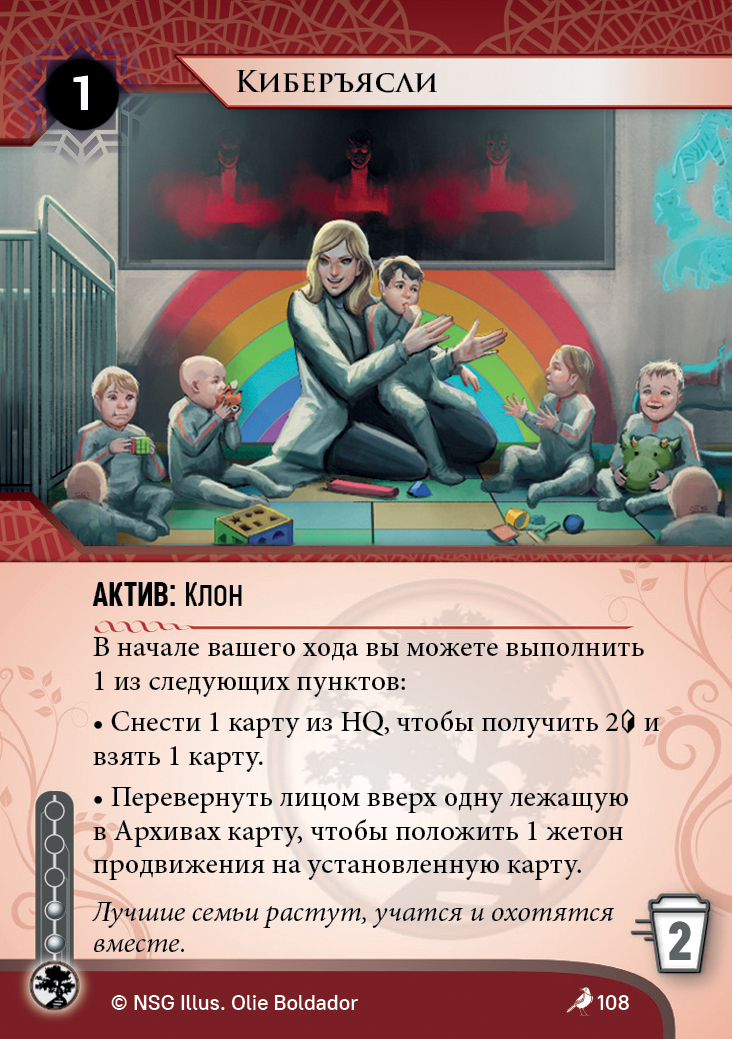 1
Киберъясли
АКТИВ: Клон
В начале вашего хода вы можете выполнить
1 из следующих пунктов:
• Снести 1 карту из HQ, чтобы получить 2 и
взять 1 карту.
• Перевернуть лицом вверх одну лежащую
в Архивах карту, чтобы положить 1 жетон
продвижения на установленную карту.
Лучшие семьи растут, учатся и охотятся
вместе.
2
© NSG Illus. Olie Boldador
108